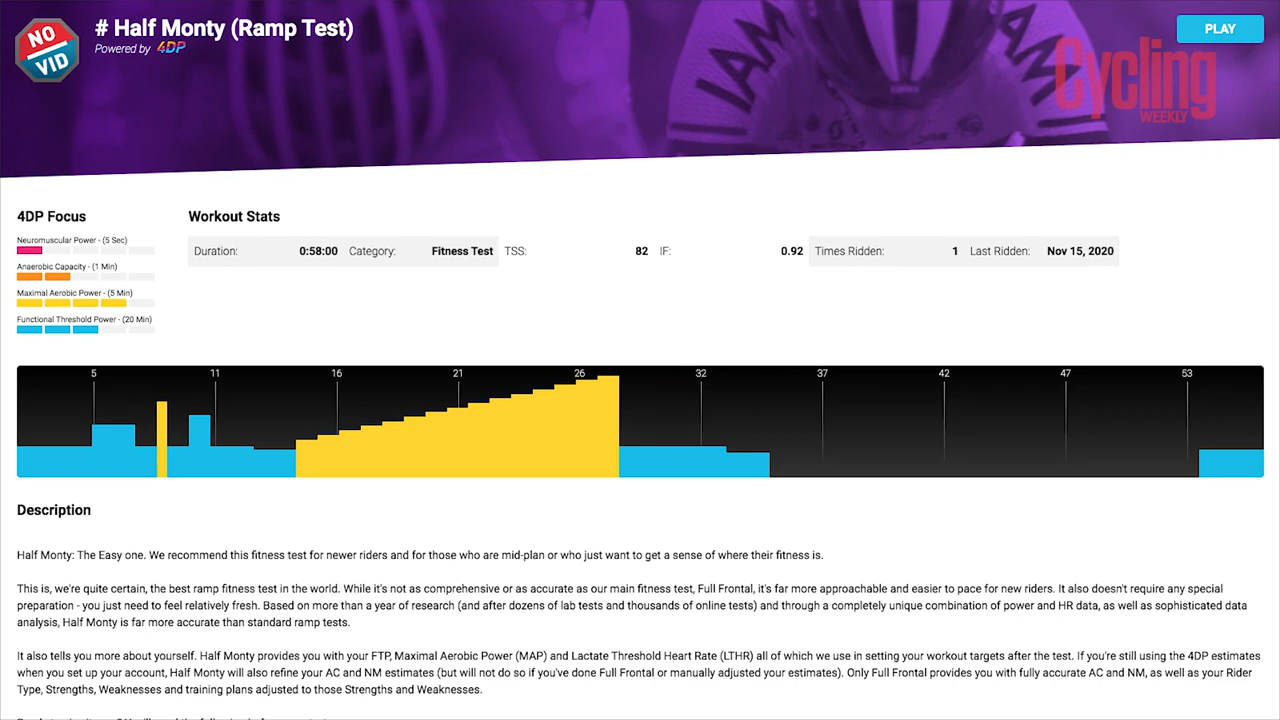 NO
VID
# Half Monty (Ramp Test)
Powered by 4DP
PLAY
IAM
IAM
Cycling
WEEKLY
4DP Focus
Workout Stats
Neuromuscular Power - (5 Sec)
Anaerobic Capacity - (1 Min)
Maximal Aerobic Power - (5 Min)
Functional Threshold Power - (20 Min)
Duration: 0:58:00 Category: Fitness Test TSS: 82 IF: 0.92 Times Ridden: 1 Last Ridden: Nov 15, 2020
5 11 16 21 26 32 37 42 47 53
Description
Half Monty: The Easy one. We recommend this fitness test for newer riders and for those who are mid-plan or who just want to get a sense of where their fitness is.
This is, we're quite certain, the best ramp fitness test in the world. While it's not as comprehensive or as accurate as our main fitness test, Full Frontal, it's far more approachable and easier to pace for new riders. It also doesn't require any special
preparation - you just need to feel relatively fresh. Based on more than a year of research (and after dozens of lab tests and thousands of online tests) and through a completely unique combination of power and HR data, as well as sophisticated data
analysis, Half Monty is far more accurate than standard ramp tests.
It also tells you more about yourself. Half Monty provides you with your FTP, Maximal Aerobic Power (MAP) and Lactate Threshold Heart Rate (LTHR) all of which we use in setting your workout targets after the test. If you're still using the 4DP estimates
when you set up your account, Half Monty will also refine your AC and NM estimates (but will not do so if you've done Full Frontal or manually adjusted your estimates). Only Full Frontal provides you with fully accurate AC and NM, as well as your Rider
Type, Strengths, Weaknesses and training plans adjusted to those Strengths and Weaknesses.